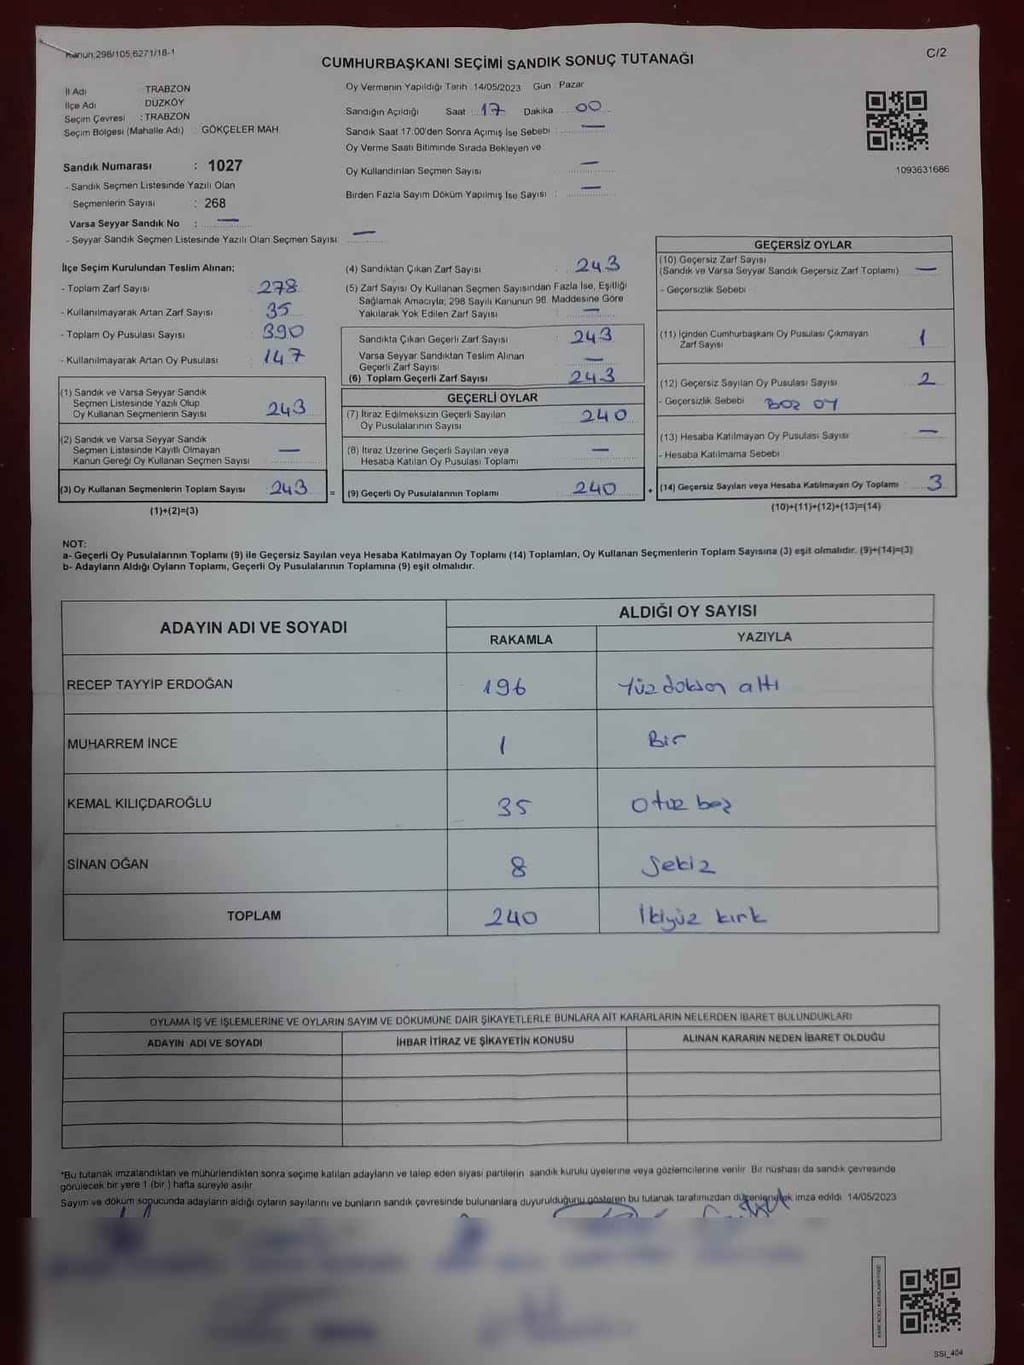 Kanun:298/105,6271/18-1
CUMHURBAŞKANI SEÇİMİ SANDIK SONUÇ TUTANAĞI
C/2
İl Adı : TRABZON
İlçe Adı : DÜZKÖY
Seçim Çevresi : TRABZON
Seçim Bölgesi (Mahalle Adı) : GÖKÇELER MAH.
Oy Vermenin Yapıldığı Tarih : 14/05/2023 Gün : Pazar
Sandığın Açıldığı Saat : 17 Dakika : 00
Sandık Saat 17:00'den Sonra Açılmış İse Sebebi : —
Oy Verme Saati Bitiminde Sırada Bekleyen ve
Oy Kullandırılan Seçmen Sayısı —
Birden Fazla Sayım Döküm Yapılmış İse Sayısı : —
1093631686
Sandık Numarası : 1027
- Sandık Seçmen Listesinde Yazılı Olan
Seçmenlerin Sayısı : 268
Varsa Seyyar Sandık No : —
- Seyyar Sandık Seçmen Listesinde Yazılı Olan Seçmen Sayısı: —
İlçe Seçim Kurulundan Teslim Alınan;
- Toplam Zarf Sayısı : 278
- Kullanılmayarak Artan Zarf Sayısı : 35
- Toplam Oy Pusulası Sayısı : 390
- Kullanılmayarak Artan Oy Pusulası : 147
(1) Sandık ve Varsa Seyyar Sandık
Seçmen Listesinde Yazılı Olup
Oy Kullanan Seçmenlerin Sayısı : 243
(2) Sandık ve Varsa Seyyar Sandık
Seçmen Listesinde Kayıtlı Olmayan
Kanun Gereği Oy Kullanan Seçmen Sayısı : —
(3) Oy Kullanan Seçmenlerin Toplam Sayısı : 243
(1)+(2)=(3)
(4) Sandıktan Çıkan Zarf Sayısı : 243
(5) Zarf Sayısı Oy Kullanan Seçmen Sayısından Fazla İse, Eşitliği
Sağlamak Amacıyla; 298 Sayılı Kanunun 98. Maddesine Göre
Yakılarak Yok Edilen Zarf Sayısı : —
Sandıkta Çıkan Geçerli Zarf Sayısı : 243
Varsa Seyyar Sandıktan Teslim Alınan
Geçerli Zarf Sayısı : —
(6) Toplam Geçerli Zarf Sayısı : 243
GEÇERLİ OYLAR
(7) İtiraz Edilmeksizin Geçerli Sayılan
Oy Pusulalarının Sayısı : 240
(8) İtiraz Üzerine Geçerli Sayılan veya
Hesaba Katılan Oy Pusulası Toplamı : —
= (9) Geçerli Oy Pusulalarının Toplamı : 240
GEÇERSİZ OYLAR
(10) Geçersiz Zarf Sayısı
(Sandık ve Varsa Seyyar Sandık Geçersiz Zarf Toplamı) —
- Geçersizlik Sebebi :
(11) İçinden Cumhurbaşkanı Oy Pusulası Çıkmayan
Zarf Sayısı : 1
(12) Geçersiz Sayılan Oy Pusulası Sayısı : 2
- Geçersizlik Sebebi : BOZ OY
(13) Hesaba Katılmayan Oy Pusulası Sayısı : —
- Hesaba Katılmama Sebebi :
+ (14) Geçersiz Sayılan veya Hesaba Katılmayan Oy Toplamı : 3
(10)+(11)+(12)+(13)=(14)
NOT:
a- Geçerli Oy Pusulalarının Toplamı (9) ile Geçersiz Sayılan veya Hesaba Katılmayan Oy Toplamı (14) Toplamları, Oy Kullanan Seçmenlerin Toplam Sayısına (3) eşit olmalıdır. (9)+(14)=(3)
b- Adayların Aldığı Oyların Toplamı, Geçerli Oy Pusulalarının Toplamına (9) eşit olmalıdır.
ADAYIN ADI VE SOYADI
ALDIĞI OY SAYISI
RAKAMLA YAZIYLA
RECEP TAYYİP ERDOĞAN 196 Yüz doksan altı
MUHARREM İNCE 1 Bir
KEMAL KILIÇDAROĞLU 35 Otuz beş
SİNAN OĞAN 8 Sekiz
TOPLAM 240 İkiyüz kırk
OYLAMA İŞ VE İŞLEMLERİNE VE OYLARIN SAYIM VE DÖKÜMÜNE DAİR ŞİKAYETLERLE BUNLARA AİT KARARLARIN NELERDEN İBARET BULUNDUKLARI
ADAYIN ADI VE SOYADI İHBAR İTİRAZ VE ŞİKAYETİN KONUSU ALINAN KARARIN NEDEN İBARET OLDUĞU
*Bu tutanak imzalandıktan ve mühürlendikten sonra seçime katılan adayların ve talep eden siyasi partilerin sandık kurulu üyelerine veya gözlemcilerine verilir. Bir nüshası da sandık çevresinde
görülecek bir yere 1 (bir) hafta süreyle asılır.
Sayım ve döküm sonucunda adayların aldığı oyların sayılarını ve bunların sandık çevresinde bulunanlara duyurulduğunu gösteren bu tutanak tarafımızdan düzenlenerek imza edildi. 14/05/2023
SSI_404